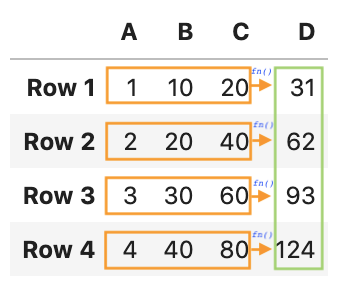 A B C D
fn()
Row 1 1 10 20 31
fn()
Row 2 2 20 40 62
fn()
Row 3 3 30 60 93
fn()
Row 4 4 40 80 124